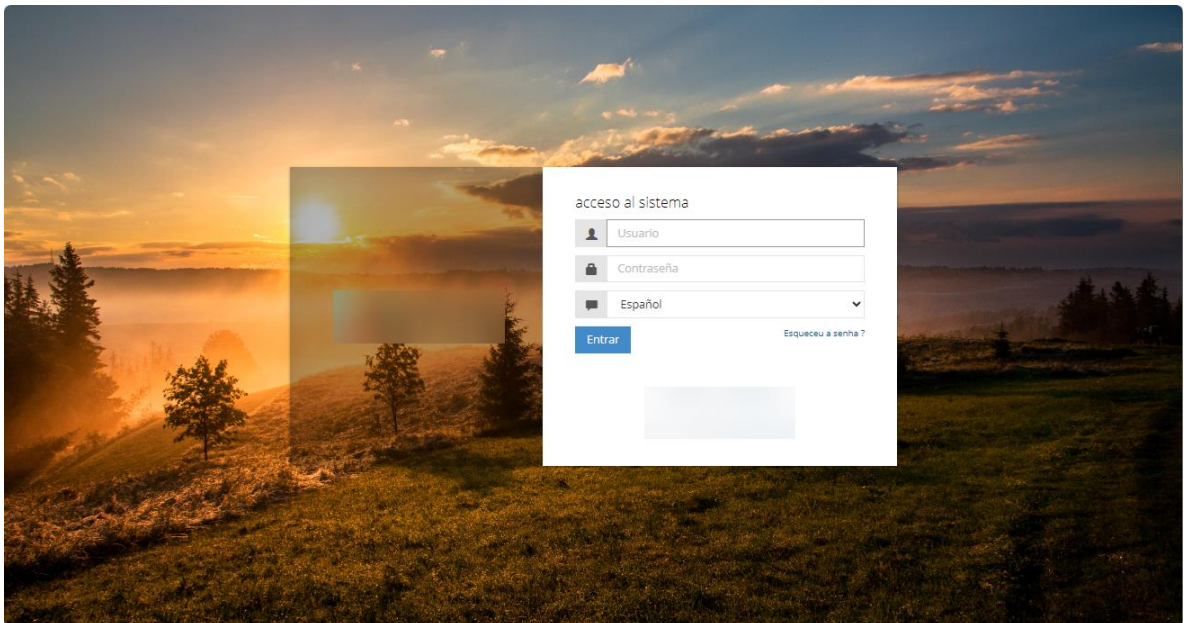 acceso al sistema
Usuario
Contraseña
Español
Entrar
Esqueceu a senha ?